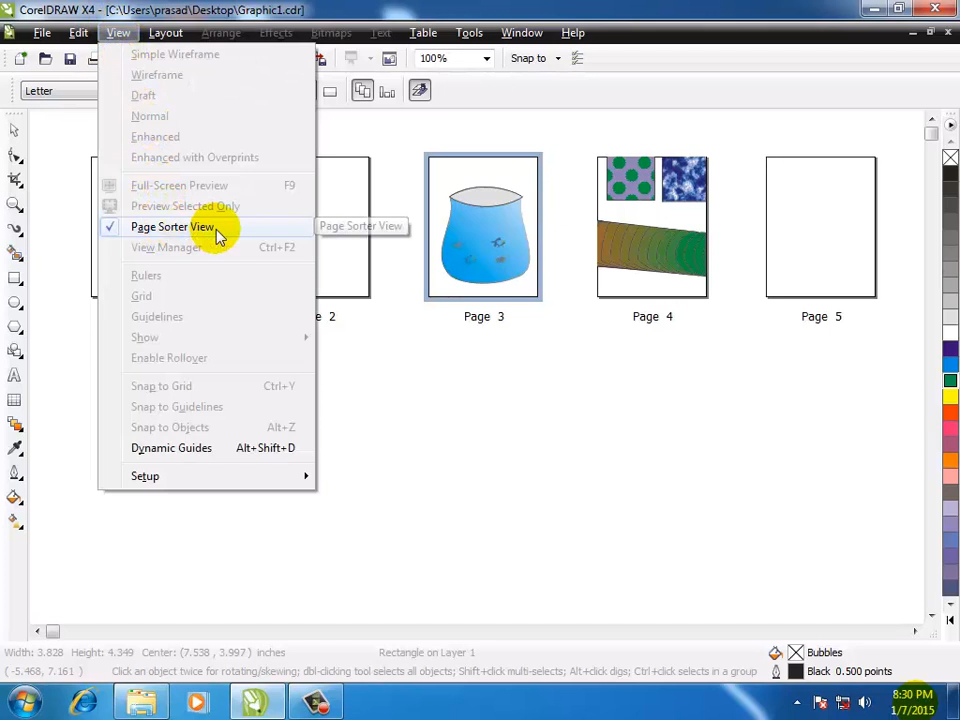 CorelDRAW X4 - [C:\Users\prasad\Desktop\Graphic1.cdr]
File Edit View Layout Arrange Effects Bitmaps Text Table Tools Window Help
100% Snap to
Letter
Simple Wireframe
Wireframe
Draft
Normal
Enhanced
Enhanced with Overprints
Full-Screen Preview F9
Preview Selected Only
Page Sorter View
Page Sorter View
View Manager Ctrl+F2
Rulers
Grid
Guidelines
Show
Enable Rollover
Snap to Grid Ctrl+Y
Snap to Guidelines
Snap to Objects Alt+Z
Dynamic Guides Alt+Shift+D
Setup
2 Page 3 Page 4 Page 5
Width: 3.828 Height: 4.349 Center: (7.538 , 3.997) inches Rectangle on Layer 1 Bubbles
( -5.468, 7.161 ) Click an object twice for rotating/skewing; dbl-clicking tool selects all objects; Shift+click multi-selects; Alt+click digs; Ctrl+click selects in a group Black 0.500 points
8:30 PM
1/7/2015